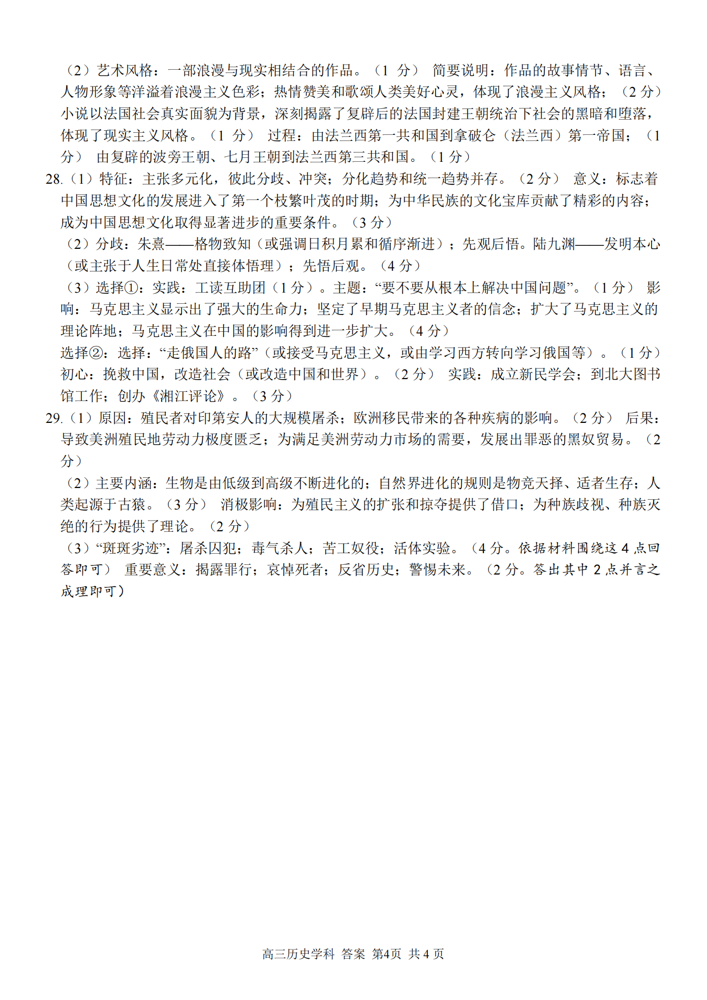 （2）艺术风格：一部浪漫与现实相结合的作品。（1 分） 简要说明：作品的故事情节、语言、
人物形象等洋溢着浪漫主义色彩；热情赞美和歌颂人类美好心灵，体现了浪漫主义风格；（2 分）
小说以法国社会真实面貌为背景，深刻揭露了复辟后的法国封建王朝统治下社会的黑暗和堕落，
体现了现实主义风格。（1 分） 过程：由法兰西第一共和国到拿破仑（法兰西）第一帝国；（1
分） 由复辟的波旁王朝、七月王朝到法兰西第三共和国。（1 分）
28.（1）特征：主张多元化，彼此分歧、冲突；分化趋势和统一趋势并存。（2 分） 意义：标志着
中国思想文化的发展进入了第一个枝繁叶茂的时期；为中华民族的文化宝库贡献了精彩的内容；
成为中国思想文化取得显著进步的重要条件。（3 分）
（2）分歧：朱熹——格物致知（或强调日积月累和循序渐进）；先观后悟。陆九渊——发明本心
（或主张于人生日常处直接体悟理）；先悟后观。（4 分）
（3）选择①：实践：工读互助团（1 分）。主题：“要不要从根本上解决中国问题”。（1 分） 影
响：马克思主义显示出了强大的生命力；坚定了早期马克思主义者的信念；扩大了马克思主义的
理论阵地；马克思主义在中国的影响得到进一步扩大。（4 分）
选择②：选择：“走俄国人的路”（或接受马克思主义，或由学习西方转向学习俄国等）。（1 分）
初心：挽救中国，改造社会（或改造中国和世界）。（2 分） 实践：成立新民学会；到北大图书
馆工作；创办《湘江评论》。（3 分）
29.（1）原因：殖民者对印第安人的大规模屠杀；欧洲移民带来的各种疾病的影响。（2 分） 后果：
导致美洲殖民地劳动力极度匮乏；为满足美洲劳动力市场的需要，发展出罪恶的黑奴贸易。（2
分）
（2）主要内涵：生物是由低级到高级不断进化的；自然界进化的规则是物竞天择、适者生存；人
类起源于古猿。（3 分） 消极影响：为殖民主义的扩张和掠夺提供了借口；为种族歧视、种族灭
绝的行为提供了理论。（2 分）
（3）“斑斑劣迹”：屠杀囚犯；毒气杀人；苦工奴役；活体实验。（4 分。依据材料围绕这 4 点回
答即可） 重要意义：揭露罪行；哀悼死者；反省历史；警惕未来。（2 分。答出其中 2 点并言之
成理即可）
高三历史学科 答案 第4页 共 4 页